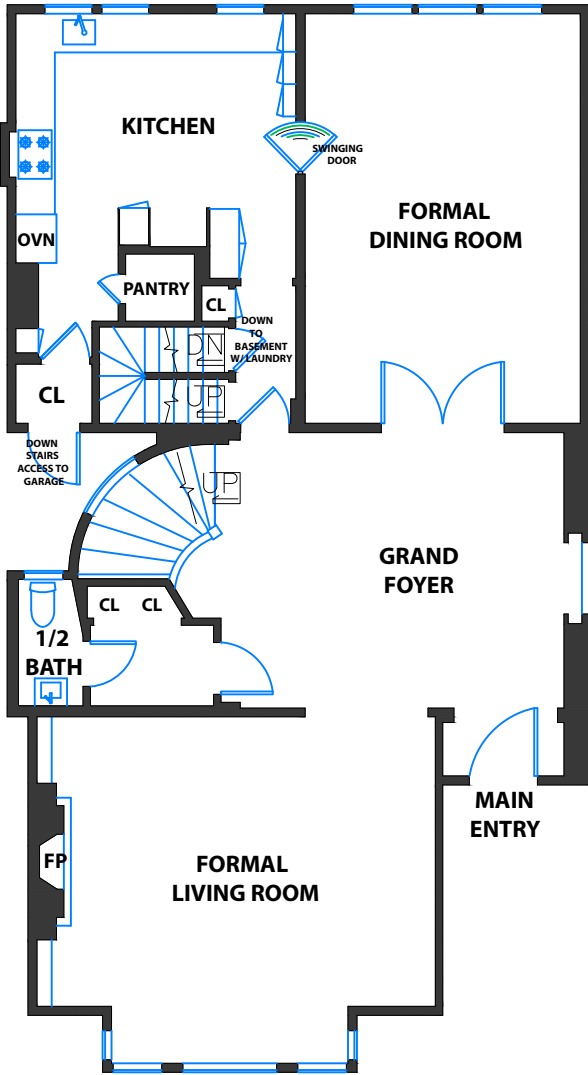 KITCHEN
SWINGING
DOOR
FORMAL
DINING ROOM
OVN
PANTRY
CL
DOWN
TO
BASEMENT
W/ LAUNDRY
DN
CL
UP
DOWN
STAIRS
ACCESS TO
GARAGE
UP
GRAND
FOYER
CL CL
1/2
BATH
MAIN
ENTRY
FP
FORMAL
LIVING ROOM